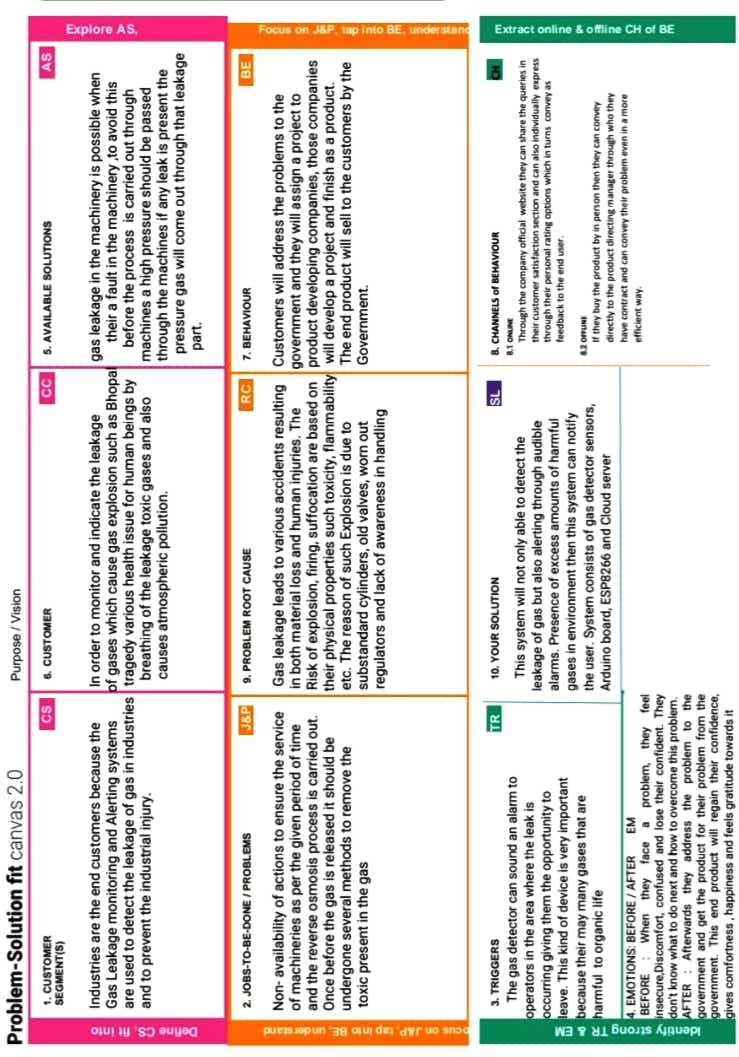 Problem-Solution fit canvas 2.0
Purpose / Vision
Define CS, fit into
1. CUSTOMER
SEGMENT(S)
CS
Industries are the end customers because the
Gas Leakage monitoring and Alerting systems
are used to detect the leakage of gas in industries
and to prevent the industrial injury.
6. CUSTOMER
CC
In order to monitor and indicate the leakage
of gases which cause gas explosion such as Bhopal
tragedy various health issue for human beings by
breathing of the leakage toxic gases and also
causes atmospheric pollution.
5. AVAILABLE SOLUTIONS
AS
gas leakage in the machinery is possible when
their a fault in the machinery ,to avoid this
before the process is carried out through
machines a high pressure should be passed
through the machines if any leak is present the
pressure gas will come out through that leakage
part.
Explore AS,
ocus on J&P, tap into BE, understand
2. JOBS-TO-BE-DONE / PROBLEMS
J&P
Non- availability of actions to ensure the service
of machineries as per the given period of time
and the reverse osmosis process is carried out.
Once before the gas is released it should be
undergone several methods to remove the
toxic present in the gas
9. PROBLEM ROOT CAUSE
RC
Gas leakage leads to various accidents resulting
in both material loss and human injuries. The
Risk of explosion, firing, suffocation are based on
their physical properties such toxicity, flammability
etc. The reason of such Explosion is due to
substandard cylinders, old valves, worn out
regulators and lack of awareness in handling
7. BEHAVIOUR
BE
Customers will address the problems to the
government and they will assign a project to
product developing companies, those companies
will develop a project and finish as a product.
The end product will sell to the customers by the
Government.
Focus on J&P, tap into BE, understand
Identify strong TR & EM
3. TRIGGERS
TR
The gas detector can sound an alarm to
operators in the area where the leak is
occurring giving them the opportunity to
leave. This kind of device is very important
because their may many gases that are
harmful to organic life
4. EMOTIONS: BEFORE / AFTER EM
BEFORE : When they face a problem, they feel
insecure,Discomfort, confused and lose their confident. They
don't know what to do next and how to overcome this problem.
AFTER : Afterwards they address the problem to the
government and get the product for their problem from the
government. This end product will regain their confidence,
gives comfortness ,happiness and feels gratitude towards it
10. YOUR SOLUTION
SL
This system will not only able to detect the
leakage of gas but also alerting through audible
alarms. Presence of excess amounts of harmful
gases in environment then this system can notify
the user. System consists of gas detector sensors,
Arduino board, ESP8266 and Cloud server
8. CHANNELS of BEHAVIOUR
CH
8.1 ONLINE
Through the company official website they can share the queries in
their customer satisfaction section and can also individually express
through their personal rating options which in turns convey as
feedback to the end user.
8.2 OFFLINE
If they buy the product by in person then they can convey
directly to the product directing manager through who they
have contract and can convey their problem even in a more
efficient way.
Extract online & offline CH of BE